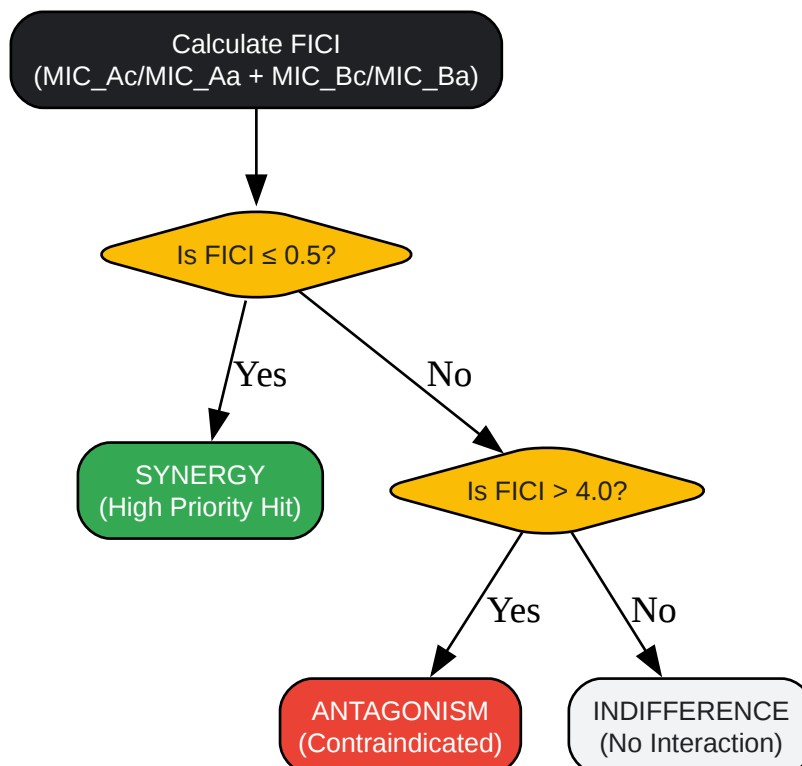 Calculate FICI
(MIC_Ac/MIC_Aa + MIC_Bc/MIC_Ba)
Is FICI ≤ 0.5?
Yes
No
SYNERGY
(High Priority Hit)
Is FICI > 4.0?
Yes
No
ANTAGONISM
(Contraindicated)
INDIFFERENCE
(No Interaction)